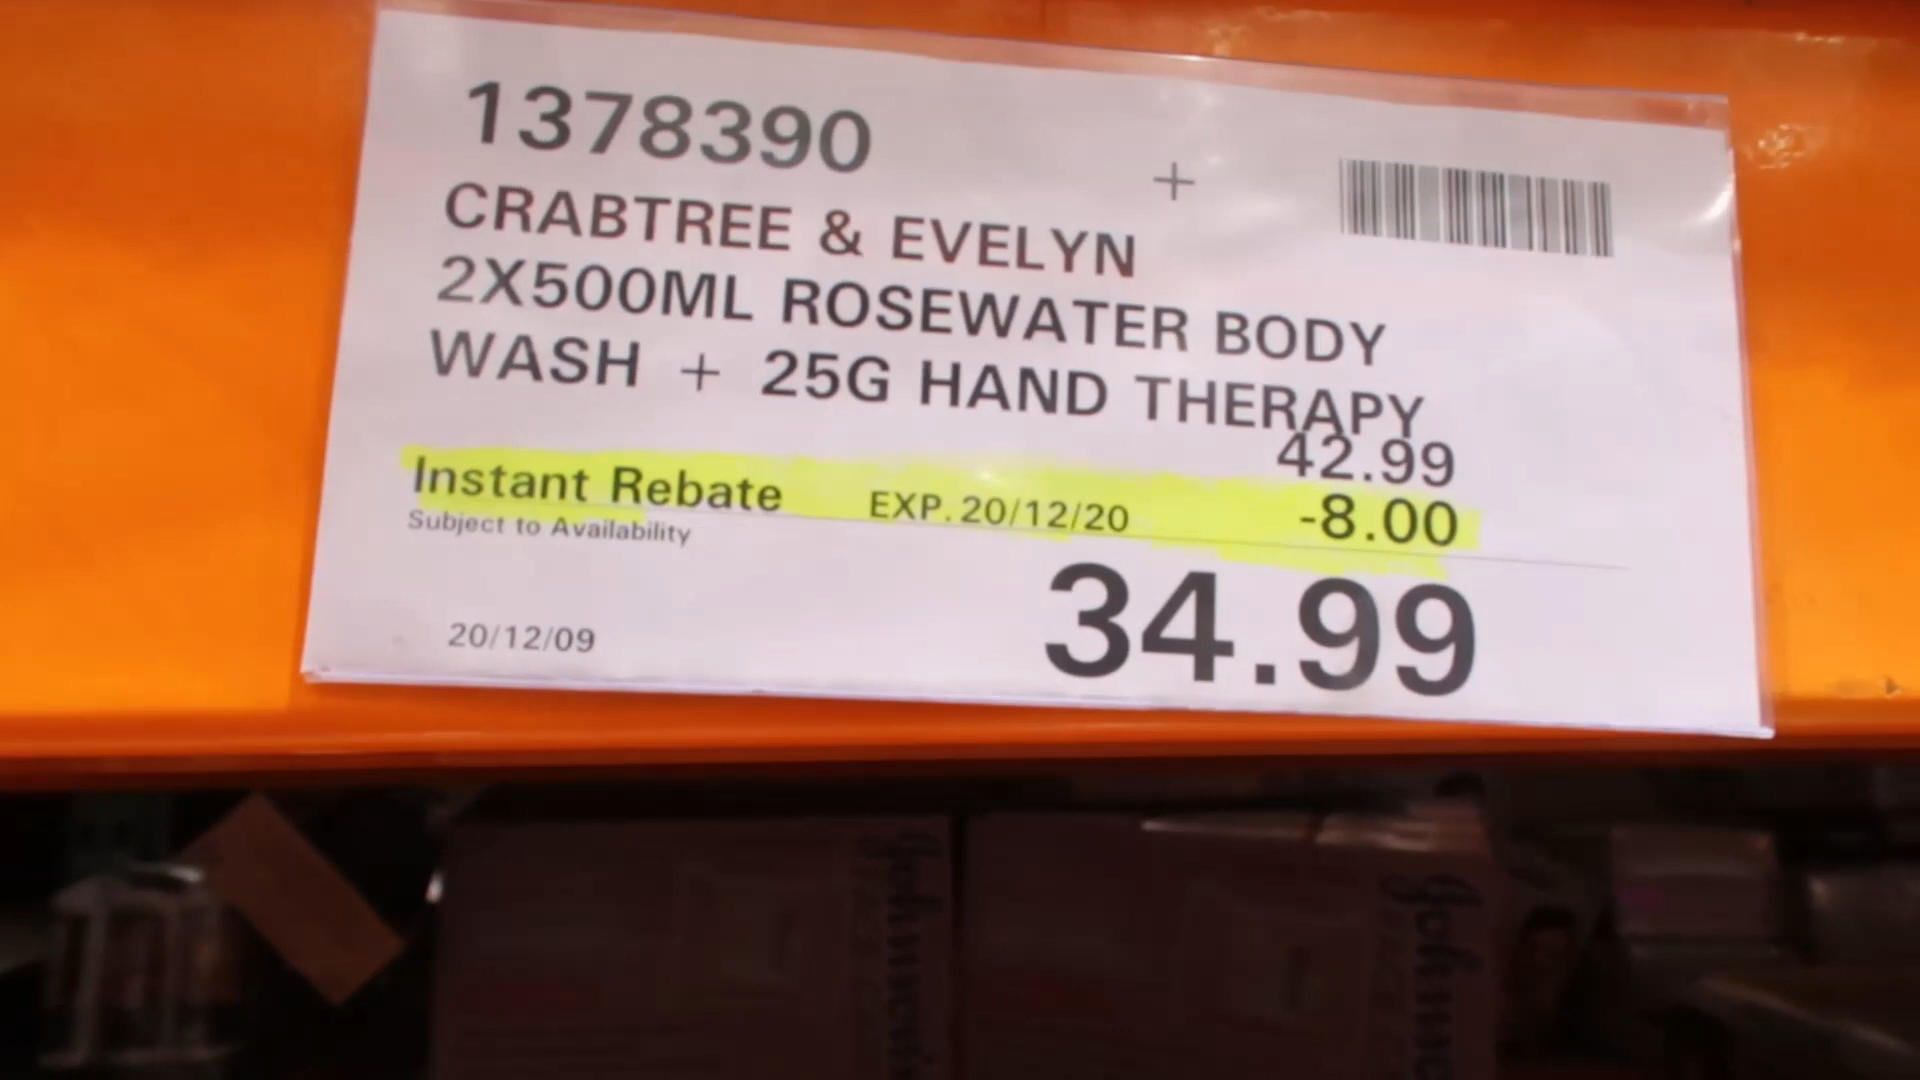 1378390
+
CRABTREE & EVELYN
2X500ML ROSEWATER BODY
WASH + 25G HAND THERAPY
42.99
Instant Rebate EXP. 20/12/20 -8.00
Subject to Availability
34.99
20/12/09